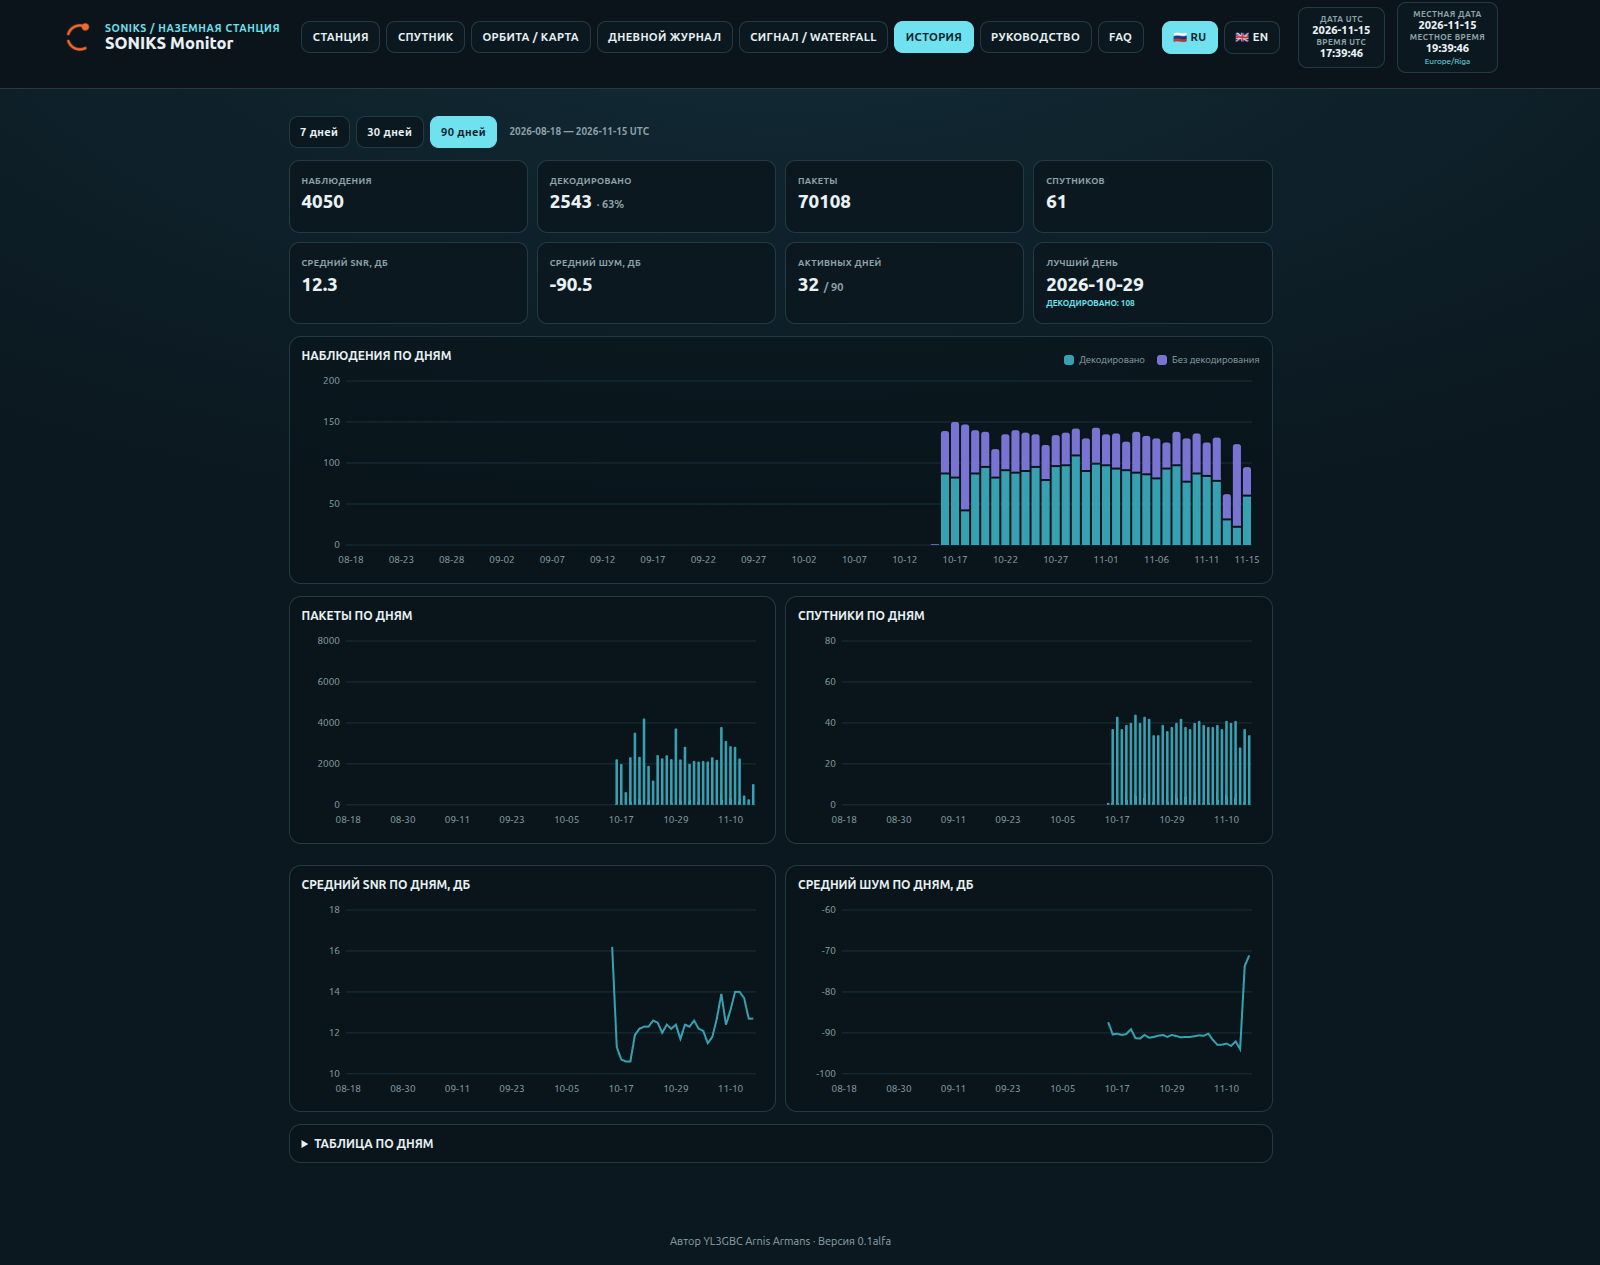 SONIKS / НАЗЕМНАЯ СТАНЦИЯ
SONIKS Monitor
СТАНЦИЯ
СПУТНИК
ОРБИТА / КАРТА
ДНЕВНОЙ ЖУРНАЛ
СИГНАЛ / WATERFALL
ИСТОРИЯ
РУКОВОДСТВО
FAQ
RU
EN
ДАТА UTC
2026-11-15
ВРЕМЯ UTC
17:39:46
МЕСТНАЯ ДАТА
2026-11-15
МЕСТНОЕ ВРЕМЯ
19:39:46
Europe/Riga
7 дней
30 дней
90 дней
2026-08-18 — 2026-11-15 UTC
НАБЛЮДЕНИЯ
4050
ДЕКОДИРОВАНО
2543 · 63%
ПАКЕТЫ
70108
СПУТНИКОВ
61
СРЕДНИЙ SNR, ДБ
12.3
СРЕДНИЙ ШУМ, ДБ
-90.5
АКТИВНЫХ ДНЕЙ
32 / 90
ЛУЧШИЙ ДЕНЬ
2026-10-29
ДЕКОДИРОВАНО: 108
НАБЛЮДЕНИЯ ПО ДНЯМ
Декодировано
Без декодирования
200
150
100
50
0
08-18 08-23 08-28 09-02 09-07 09-12 09-17 09-22 09-27 10-02 10-07 10-12 10-17 10-22 10-27 11-01 11-06 11-11 11-15
ПАКЕТЫ ПО ДНЯМ
8000
6000
4000
2000
0
08-18 08-30 09-11 09-23 10-05 10-17 10-29 11-10
СПУТНИКИ ПО ДНЯМ
80
60
40
20
0
08-18 08-30 09-11 09-23 10-05 10-17 10-29 11-10
СРЕДНИЙ SNR ПО ДНЯМ, ДБ
18
16
14
12
10
08-18 08-30 09-11 09-23 10-05 10-17 10-29 11-10
СРЕДНИЙ ШУМ ПО ДНЯМ, ДБ
-60
-70
-80
-90
-100
08-18 08-30 09-11 09-23 10-05 10-17 10-29 11-10
ТАБЛИЦА ПО ДНЯМ
Автор YL3GBC Arnis Armans · Версия 0.1alfa